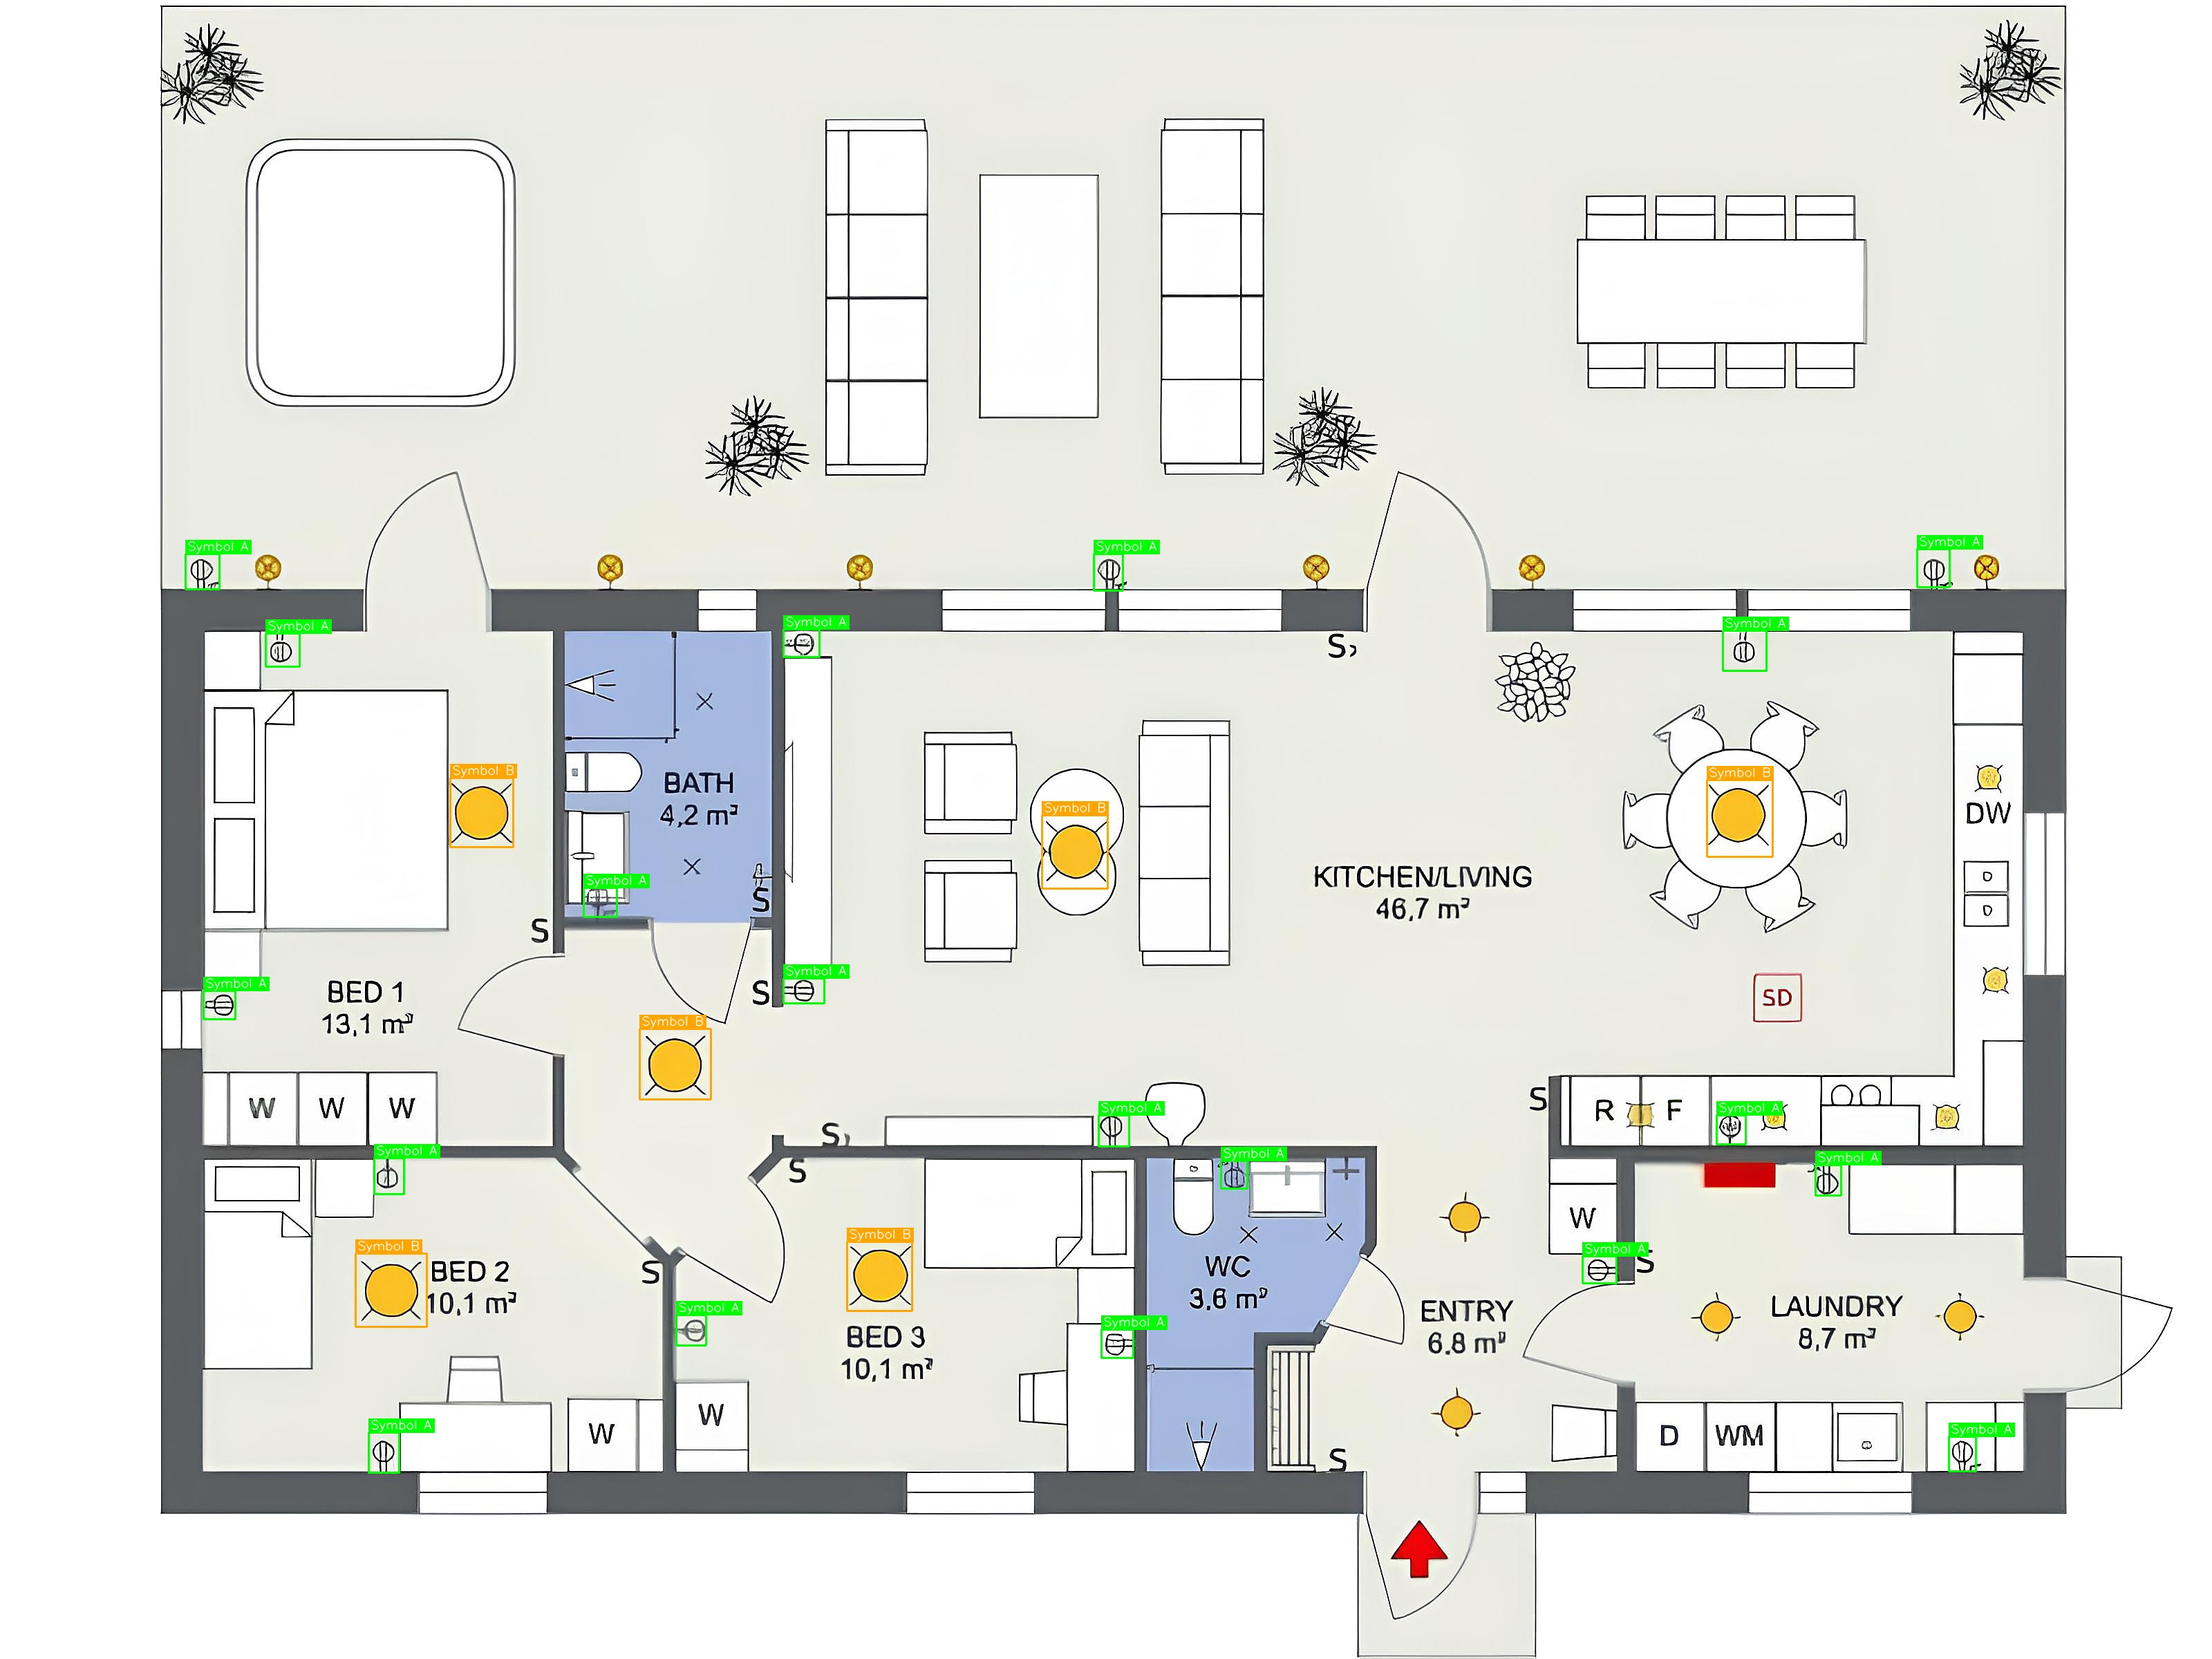 Symbol A
Symbol A
Symbol A
Symbol A
Symbol A
Symbol A
S
Symbol B
Symbol B
Symbol B
BATH
4,2 m²
DW
KITCHEN/LIVING
46,7 m²
Symbol A
S
S
Symbol A
Symbol A
S
BED 1
13,1 m²
SD
Symbol B
W W W
S
R F
Symbol A
Symbol A
S
Symbol A
Symbol A
Symbol A
S
W
Symbol B
Symbol B
BED 2
10,1 m²
S
WC
3,6 m²
Symbol A
S
Symbol A
Symbol A
BED 3
10,1 m²
ENTRY
6,8 m²
LAUNDRY
8,7 m²
Symbol A
W
W
D WM
Symbol A
S